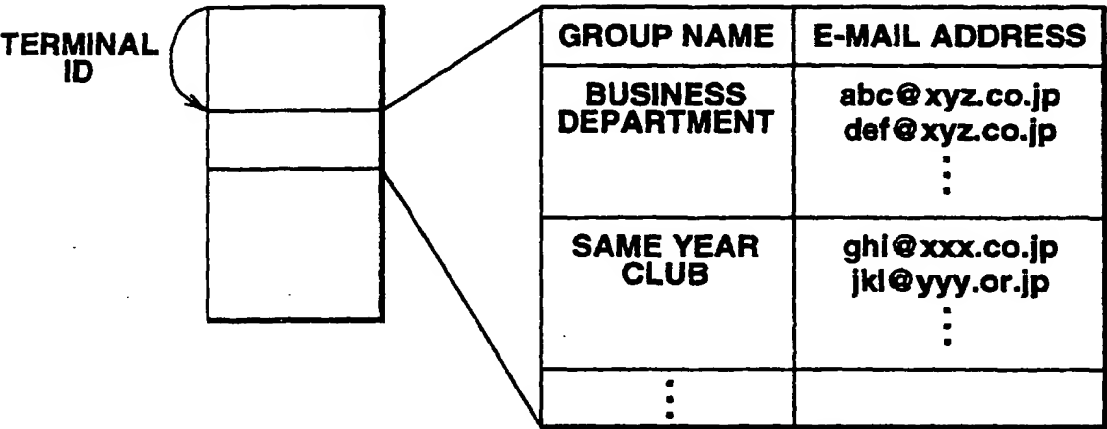 TERMINAL
ID
GROUP NAME
E-MAIL ADDRESS
BUSINESS
DEPARTMENT
abc@xyz.co.jp
def@xyz.co.jp
SAME YEAR
CLUB
ghi@xxx.co.jp
jkl@yyy.or.jp